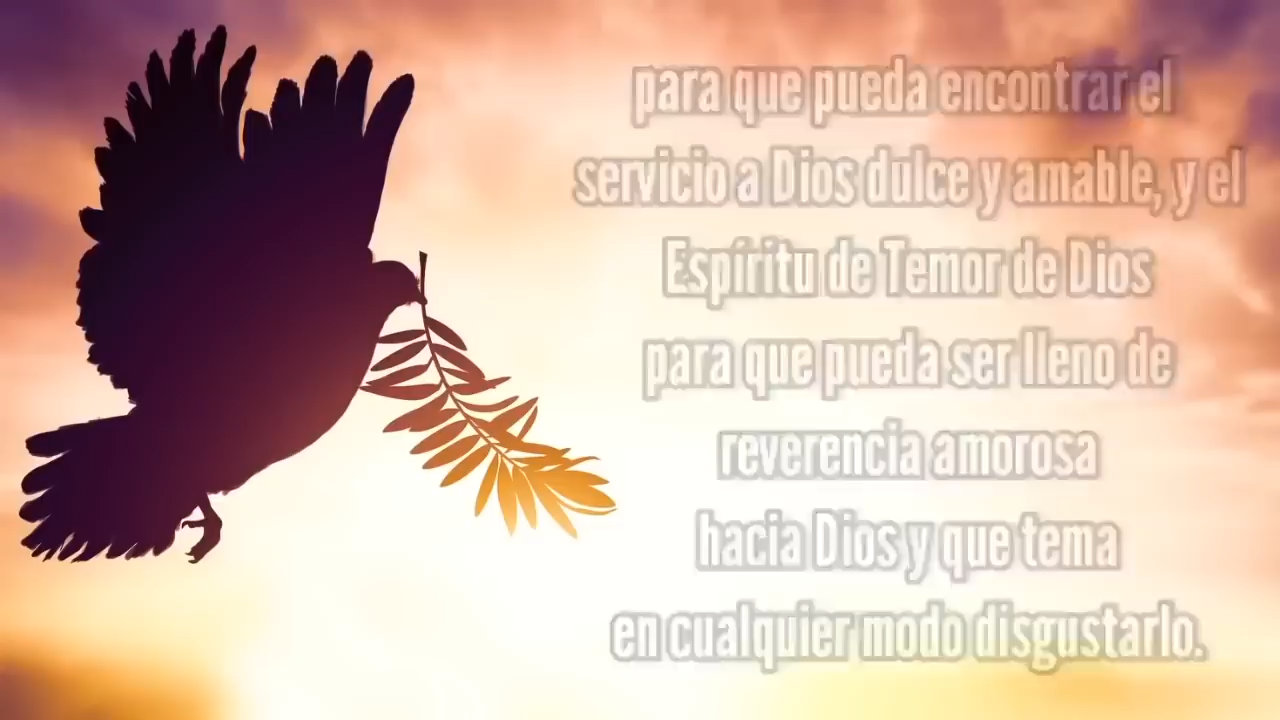 para que pueda encontrar el
servicio a Dios dulce y amable, y el
Espíritu de Temor de Dios
para que pueda ser lleno de
reverencia amorosa
hacia Dios y que tema
en cualquier modo disgustarlo.